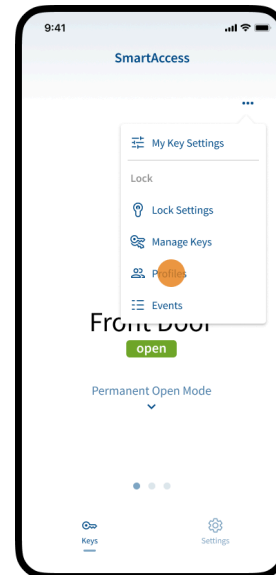 9:41
SmartAccess
My Key Settings
Lock
Lock Settings
Manage Keys
Profiles
Events
Front Door
open
Permanent Open Mode
Keys
Settings